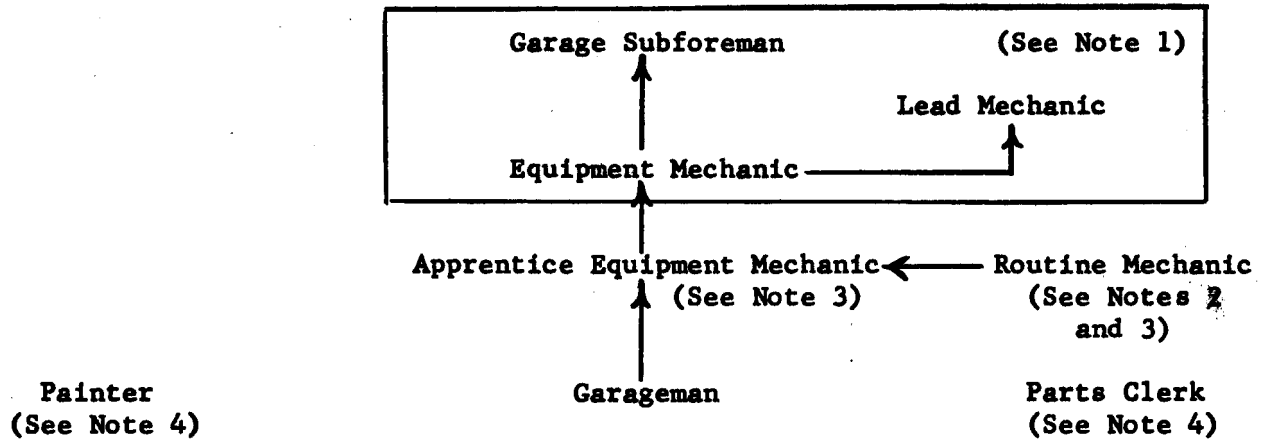 Garage Subforeman (See Note 1)
Lead Mechanic
Equipment Mechanic
Apprentice Equipment Mechanic Routine Mechanic
(See Note 3) (See Notes 2
and 3)
Painter Garageman Parts Clerk
(See Note 4) (See Note 4)